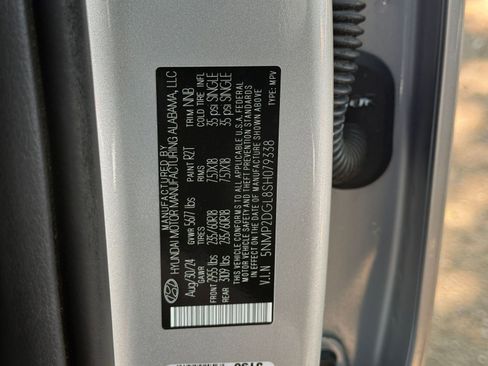 MANUFACTURED BY
HYUNDAI MOTOR MANUFACTURING ALABAMA, LLC
Aug/30/24 GVWR 5677 lbs PAINT R2T TRIM NNB
GAWR TIRES RIMS COLD TIRE INFL
FRONT 2955 lbs 235/60R18 7.5JX18 35 psi SINGLE
REAR 3109 lbs 235/60R18 7.5JX18 35 psi SINGLE
THIS VEHICLE CONFORMS TO ALL APPLICABLE U.S.A. FEDERAL
MOTOR VEHICLE SAFETY AND THEFT PREVENTION STANDARDS
IN EFFECT ON THE DATE OF MANUFACTURE SHOWN ABOVE.
V.I.N: 5NMP2DGL8SH079338 TYPE: MPV